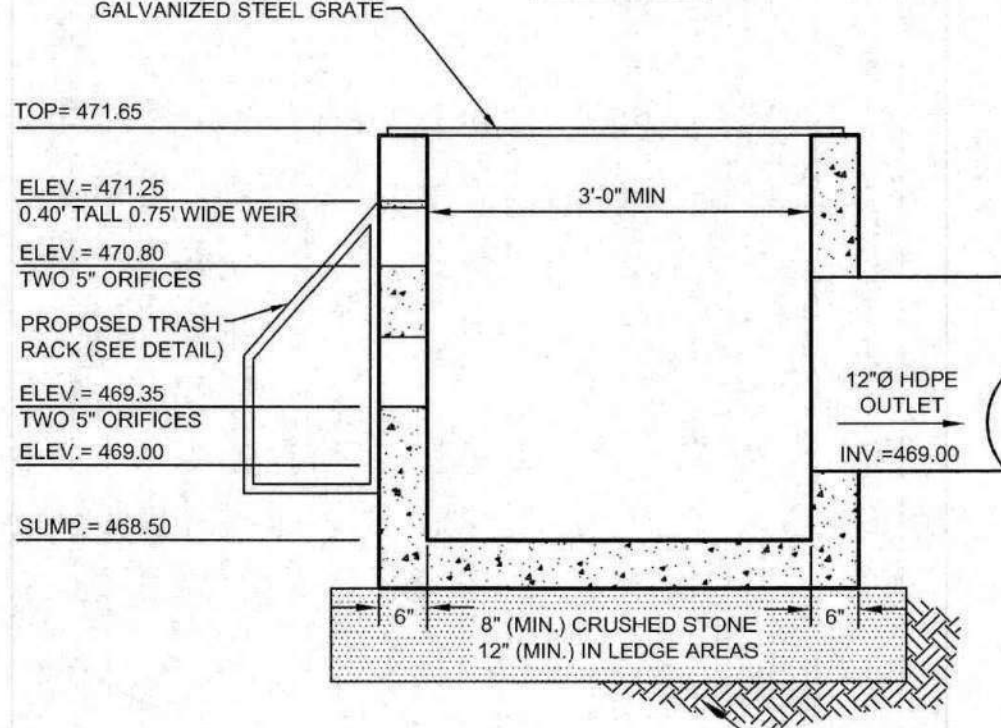 GALVANIZED STEEL GRATE
TOP= 471.65
ELEV.= 471.25
0.40' TALL 0.75' WIDE WEIR
3'-0" MIN
ELEV.= 470.80
TWO 5" ORIFICES
PROPOSED TRASH
RACK (SEE DETAIL)
ELEV.= 469.35
TWO 5" ORIFICES
12"Ø HDPE
OUTLET
ELEV.= 469.00
INV.=469.00
SUMP.= 468.50
6"
8" (MIN.) CRUSHED STONE
12" (MIN.) IN LEDGE AREAS
6"